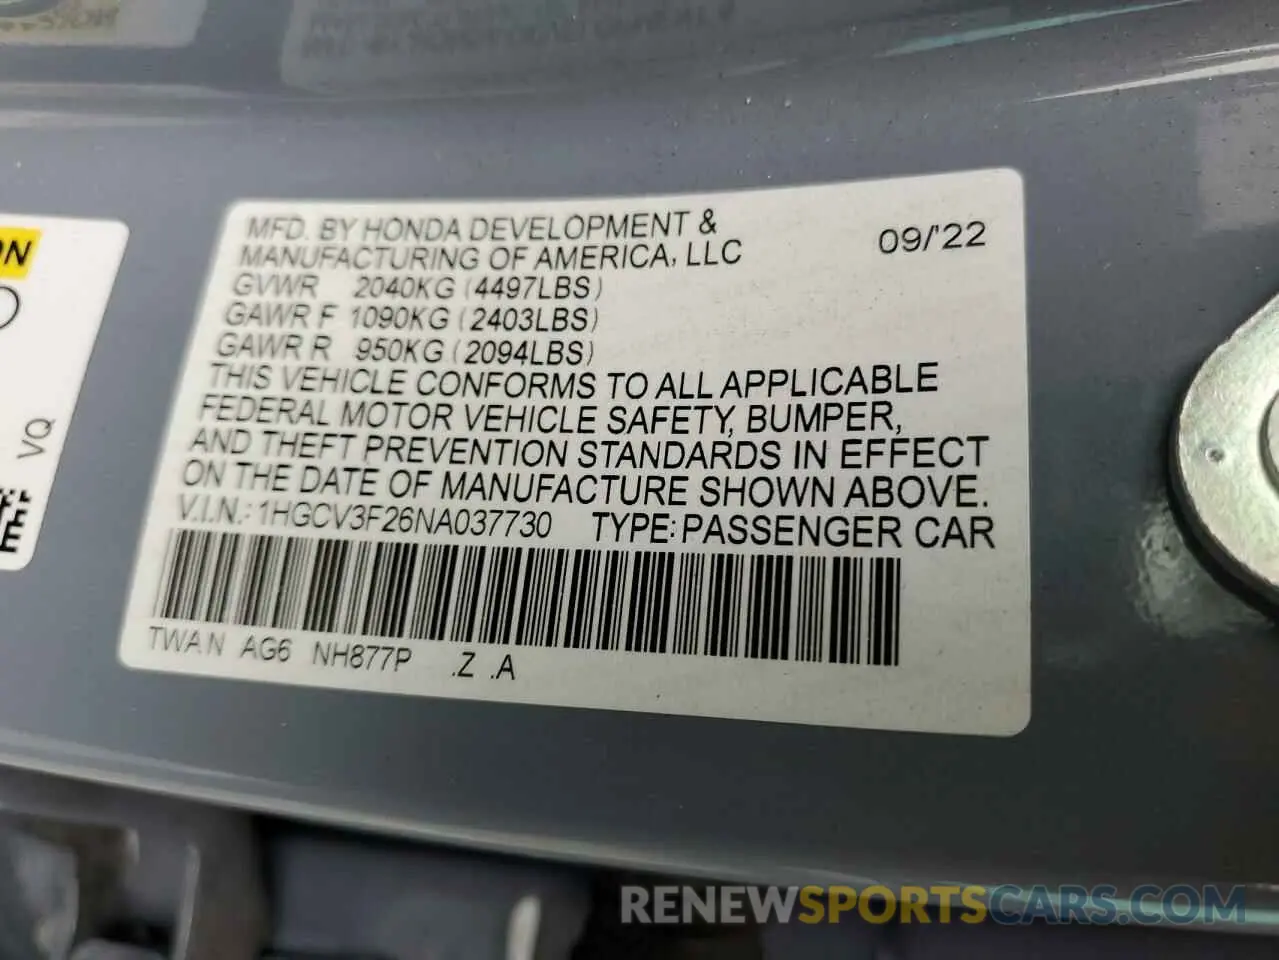 MFD. BY HONDA DEVELOPMENT &
MANUFACTURING OF AMERICA, LLC
09/'22
GVWR 2040KG (4497LBS)
GAWR F 1090KG (2403LBS)
GAWR R 950KG (2094LBS)
THIS VEHICLE CONFORMS TO ALL APPLICABLE
FEDERAL MOTOR VEHICLE SAFETY, BUMPER,
AND THEFT PREVENTION STANDARDS IN EFFECT
ON THE DATE OF MANUFACTURE SHOWN ABOVE.
V.I.N.: 1HGCV3F26NA037730 TYPE: PASSENGER CAR
TWAN AG6 NH877P .Z .A
VQ
RENEWSPORTSCARS.COM